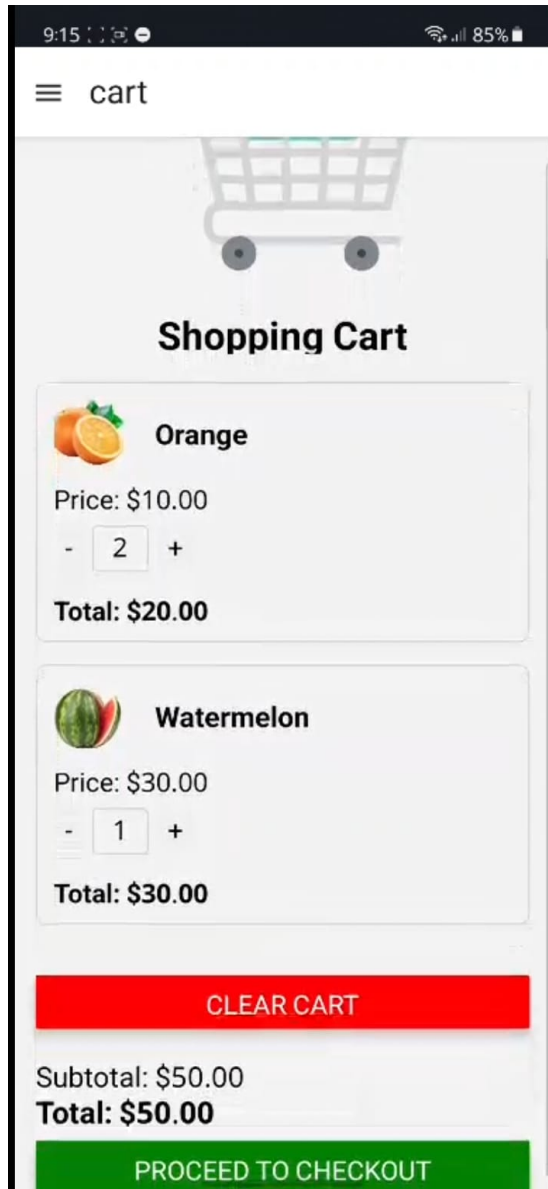 9:15 85%
cart
Shopping Cart
Orange
Price: $10.00
- 2 +
Total: $20.00
Watermelon
Price: $30.00
- 1 +
Total: $30.00
CLEAR CART
Subtotal: $50.00
Total: $50.00
PROCEED TO CHECKOUT